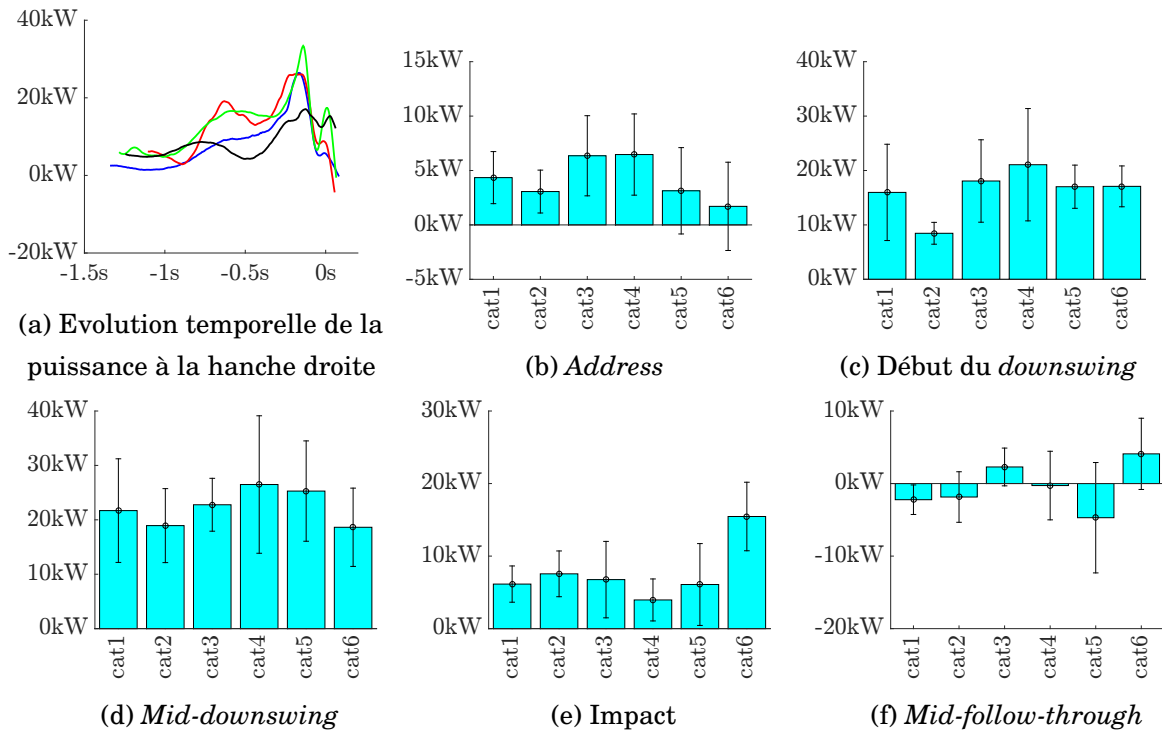 40kW
20kW
0kW
-20kW
-1.5s -1s -0.5s 0s
(a) Evolution temporelle de la
puissance à la hanche droite
15kW
10kW
5kW
0kW
-5kW
cat1 cat2 cat3 cat4 cat5 cat6
(b) Address
40kW
30kW
20kW
10kW
0kW
cat1 cat2 cat3 cat4 cat5 cat6
(c) Début du downswing
40kW
30kW
20kW
10kW
0kW
cat1 cat2 cat3 cat4 cat5 cat6
(d) Mid-downswing
30kW
20kW
10kW
0kW
cat1 cat2 cat3 cat4 cat5 cat6
(e) Impact
10kW
0kW
-10kW
-20kW
cat1 cat2 cat3 cat4 cat5 cat6
(f) Mid-follow-through